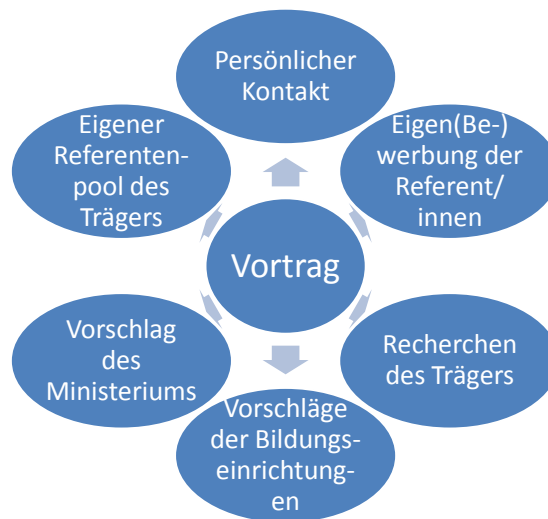 Persönlicher
Kontakt
Eigen(Be-)
werbung der
Referent/
innen
Recherchen
des Trägers
Vorschläge
der Bildungs-
einrichtung-
en
Vorschlag
des
Ministeriums
Eigener
Referenten-
pool des
Trägers
Vortrag